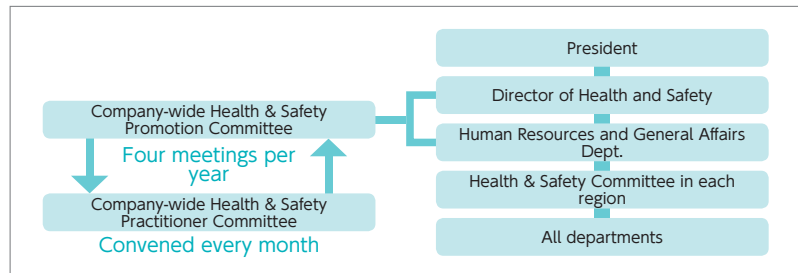 President
Director of Health and Safety
Company-wide Health & Safety
Promotion Committee
Human Resources and General Affairs
Dept.
Four meetings per
year
Health & Safety Committee in each
region
Company-wide Health & Safety
Practitioner Committee
Convened every month
All departments